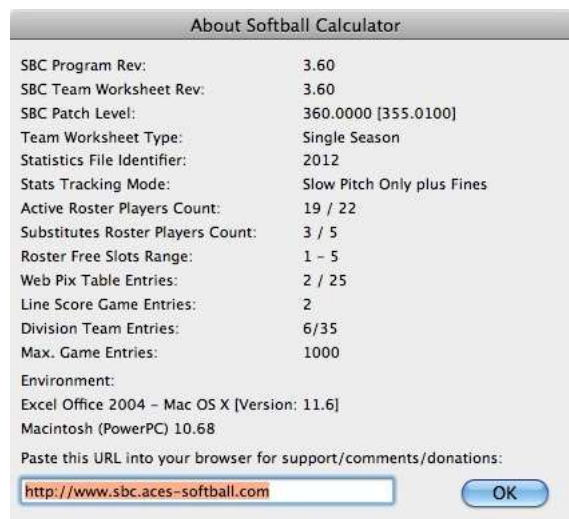 About Softball Calculator
SBC Program Rev: 3.60
SBC Team Worksheet Rev: 3.60
SBC Patch Level: 360.0000 [355.0100]
Team Worksheet Type: Single Season
Statistics File Identifier: 2012
Stats Tracking Mode: Slow Pitch Only plus Fines
Active Roster Players Count: 19 / 22
Substitutes Roster Players Count: 3 / 5
Roster Free Slots Range: 1 - 5
Web Pix Table Entries: 2 / 25
Line Score Game Entries: 2
Division Team Entries: 6/35
Max. Game Entries: 1000
Environment:
Excel Office 2004 - Mac OS X [Version: 11.6]
Macintosh (PowerPC) 10.68
Paste this URL into your browser for support/comments/donations:
http://www.sbc.aces-softball.com OK